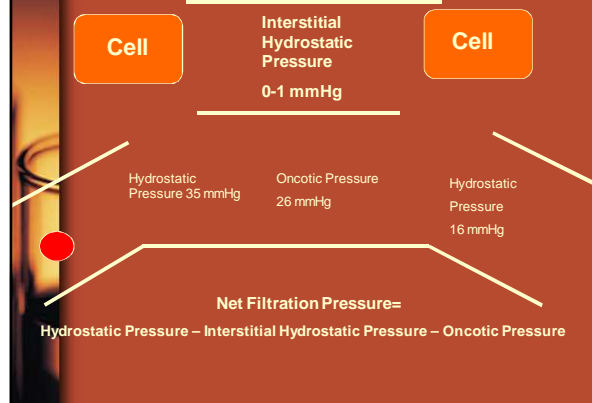 Cell
Interstitial
Hydrostatic
Pressure
0-1 mmHg
Cell
Hydrostatic
Pressure 35 mmHg
Oncotic Pressure
26 mmHg
Hydrostatic
Pressure
16 mmHg
Net Filtration Pressure=
Hydrostatic Pressure – Interstitial Hydrostatic Pressure – Oncotic Pressure